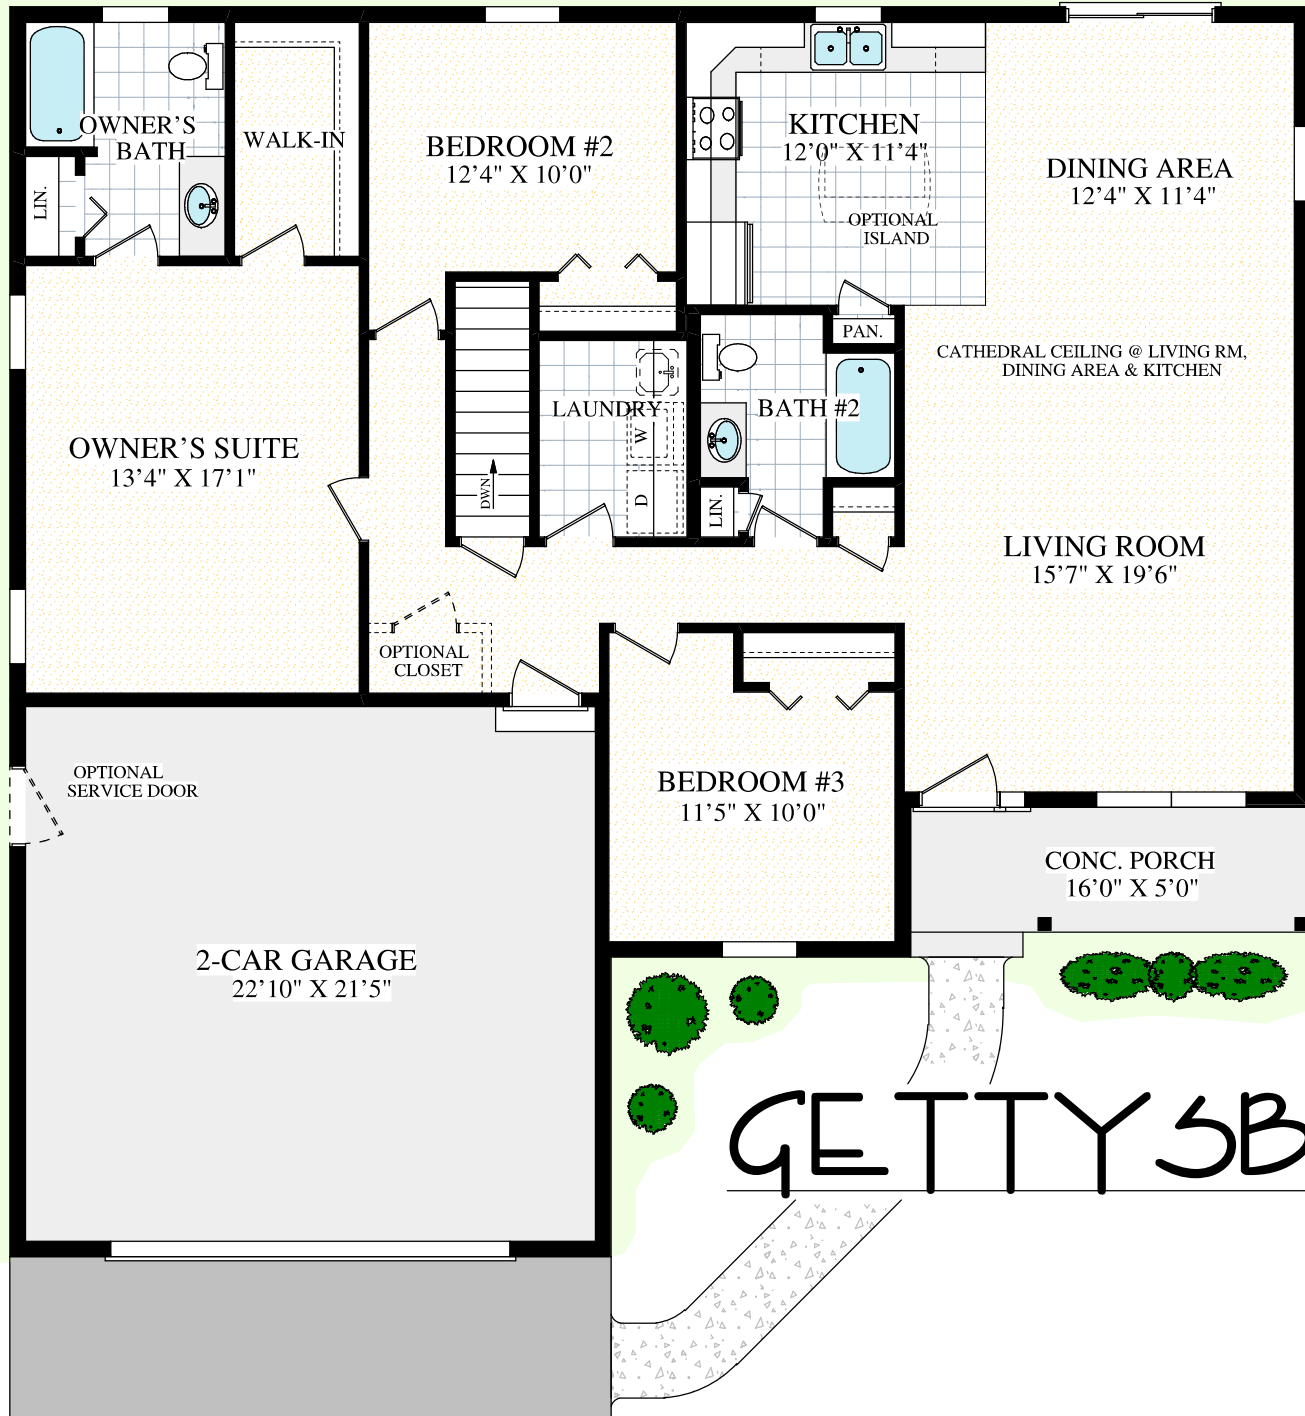 OWNER'S
BATH
WALK-IN
LIN.
BEDROOM #2
12'4" X 10'0"
KITCHEN
12'0" X 11'4"
OPTIONAL
ISLAND
DINING AREA
12'4" X 11'4"
PAN.
CATHEDRAL CEILING @ LIVING RM,
DINING AREA & KITCHEN
OWNER'S SUITE
13'4" X 17'1"
DWN
LAUNDRY
W
D
BATH #2
LIN.
LIVING ROOM
15'7" X 19'6"
OPTIONAL
CLOSET
OPTIONAL
SERVICE DOOR
BEDROOM #3
11'5" X 10'0"
CONC. PORCH
16'0" X 5'0"
2-CAR GARAGE
22'10" X 21'5"
GETTYSB